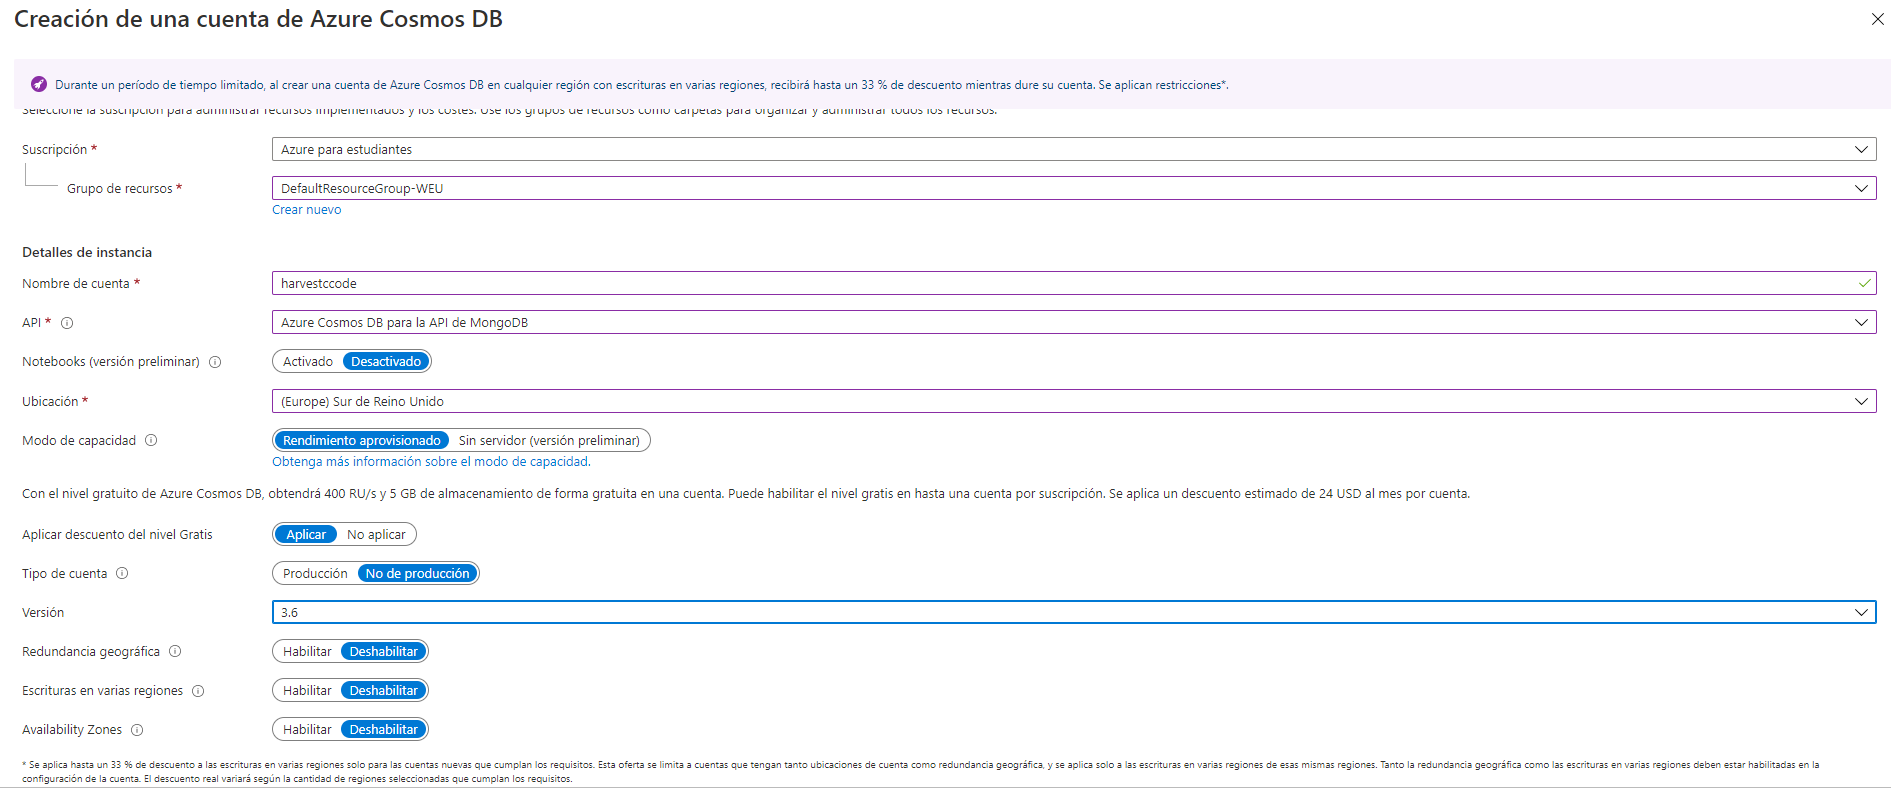 Creación de una cuenta de Azure Cosmos DB
Durante un período de tiempo limitado, al crear una cuenta de Azure Cosmos DB en cualquier región con escrituras en varias regiones, recibirá hasta un 33 % de descuento mientras dure su cuenta. Se aplican restricciones*.
Seleccione la suscripción para administrar recursos implementados y los costes. Use los grupos de recursos como carpetas para organizar y administrar todos los recursos.
Suscripción *
Azure para estudiantes
Grupo de recursos *
DefaultResourceGroup-WEU
Crear nuevo
Detalles de instancia
Nombre de cuenta *
harvestccode
API *
Azure Cosmos DB para la API de MongoDB
Notebooks (versión preliminar)
Activado Desactivado
Ubicación *
(Europe) Sur de Reino Unido
Modo de capacidad
Rendimiento aprovisionado Sin servidor (versión preliminar)
Obtenga más información sobre el modo de capacidad.
Con el nivel gratuito de Azure Cosmos DB, obtendrá 400 RU/s y 5 GB de almacenamiento de forma gratuita en una cuenta. Puede habilitar el nivel gratis en hasta una cuenta por suscripción. Se aplica un descuento estimado de 24 USD al mes por cuenta.
Aplicar descuento del nivel Gratis
Aplicar No aplicar
Tipo de cuenta
Producción No de producción
Versión
3.6
Redundancia geográfica
Habilitar Deshabilitar
Escrituras en varias regiones
Habilitar Deshabilitar
Availability Zones
Habilitar Deshabilitar
* Se aplica hasta un 33 % de descuento a las escrituras en varias regiones solo para las cuentas nuevas que cumplan los requisitos. Esta oferta se limita a cuentas que tengan tanto ubicaciones de cuenta como redundancia geográfica, y se aplica solo a las escrituras en varias regiones de esas mismas regiones. Tanto la redundancia geográfica como las escrituras en varias regiones deben estar habilitadas en la
configuración de la cuenta. El descuento real variará según la cantidad de regiones seleccionadas que cumplan los requisitos.